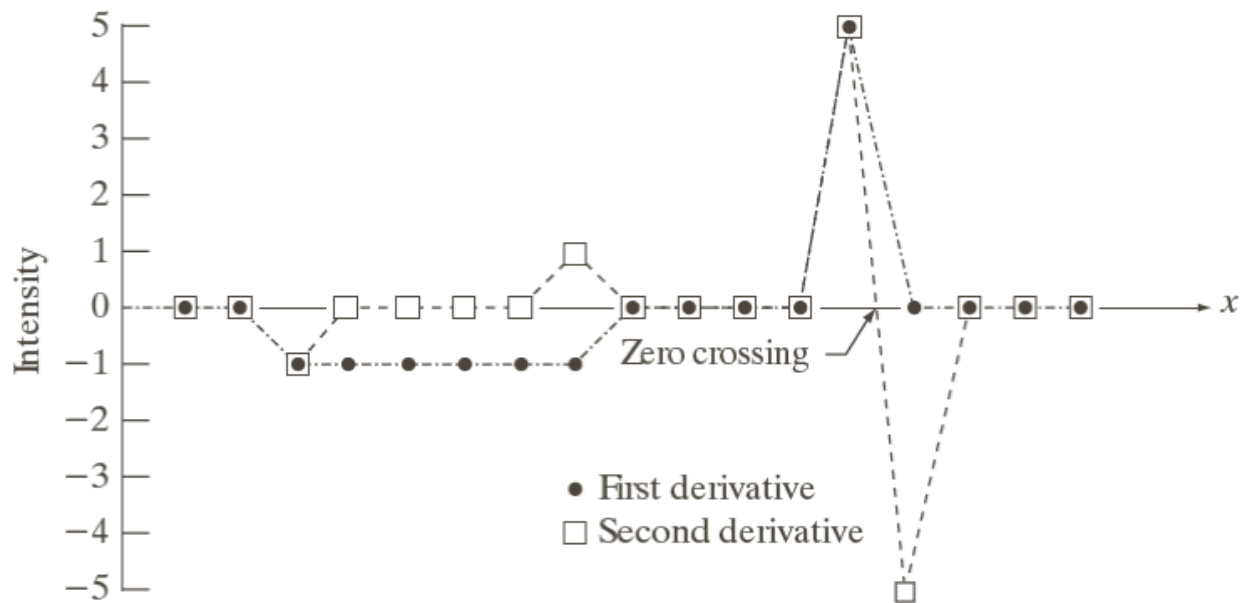 5
4
3
2
1
0
−1
−2
−3
−4
−5
Intensity
x
Zero crossing
First derivative
Second derivative